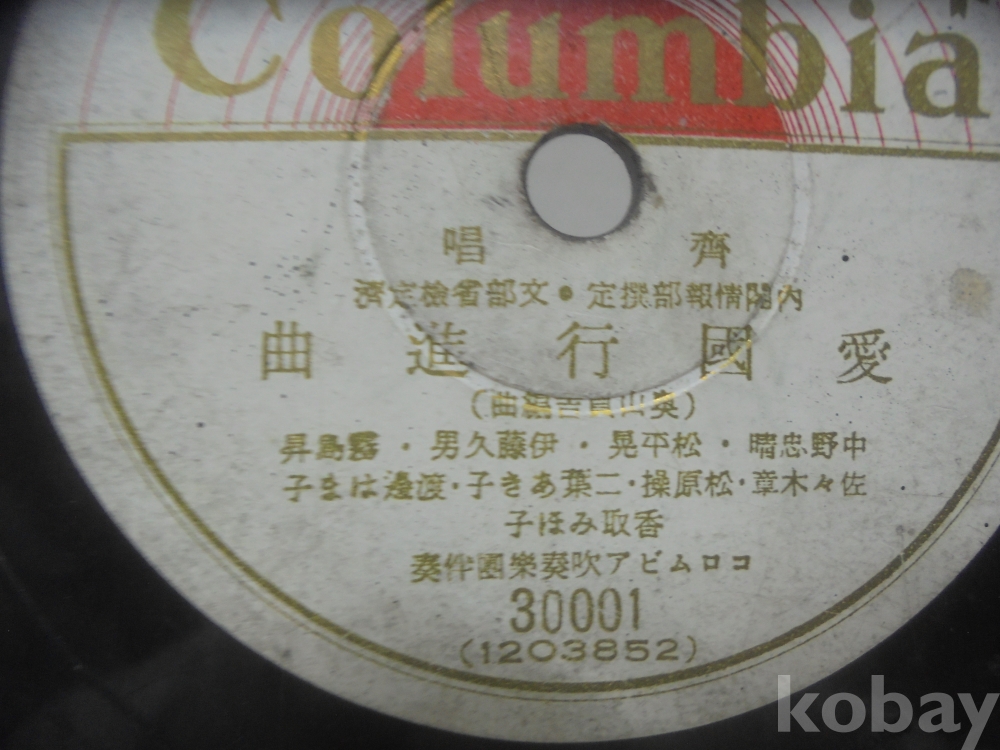 Columbia
齊唱
内閣情報部撰定・文部省檢定濟
愛國行進曲
(奥山貞吉編曲)
中野忠晴・松平晃・伊藤久男・霧島昇
佐々木章・松原操・二葉あき子・渡邊はま子
香取みほ子
コロムビア吹奏樂團伴奏
30001
(1203852)
kobay